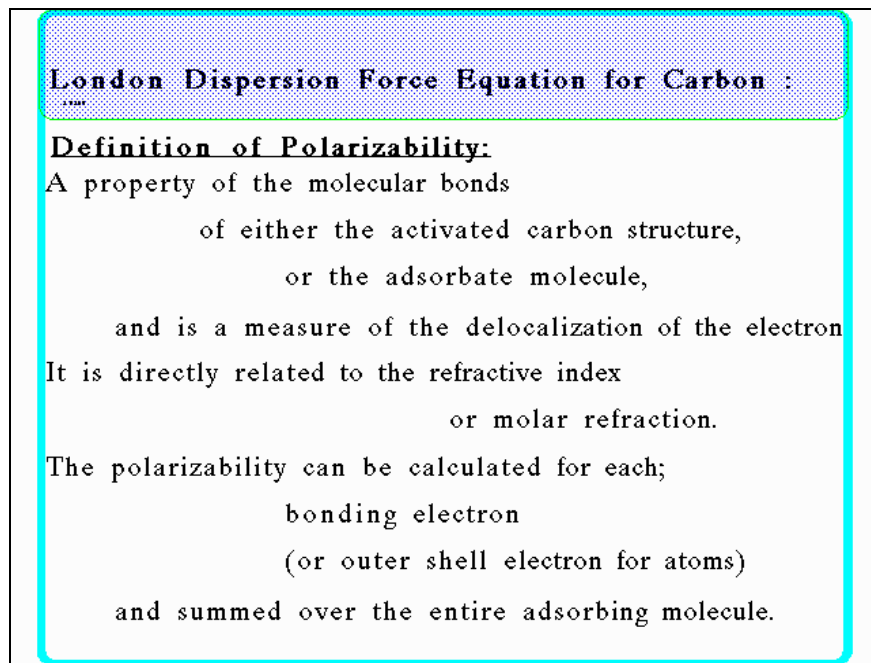 London Dispersion Force Equation for Carbon :
Definition of Polarizability:
A property of the molecular bonds
of either the activated carbon structure,
or the adsorbate molecule,
and is a measure of the delocalization of the electron
It is directly related to the refractive index
or molar refraction.
The polarizability can be calculated for each;
bonding electron
(or outer shell electron for atoms)
and summed over the entire adsorbing molecule.